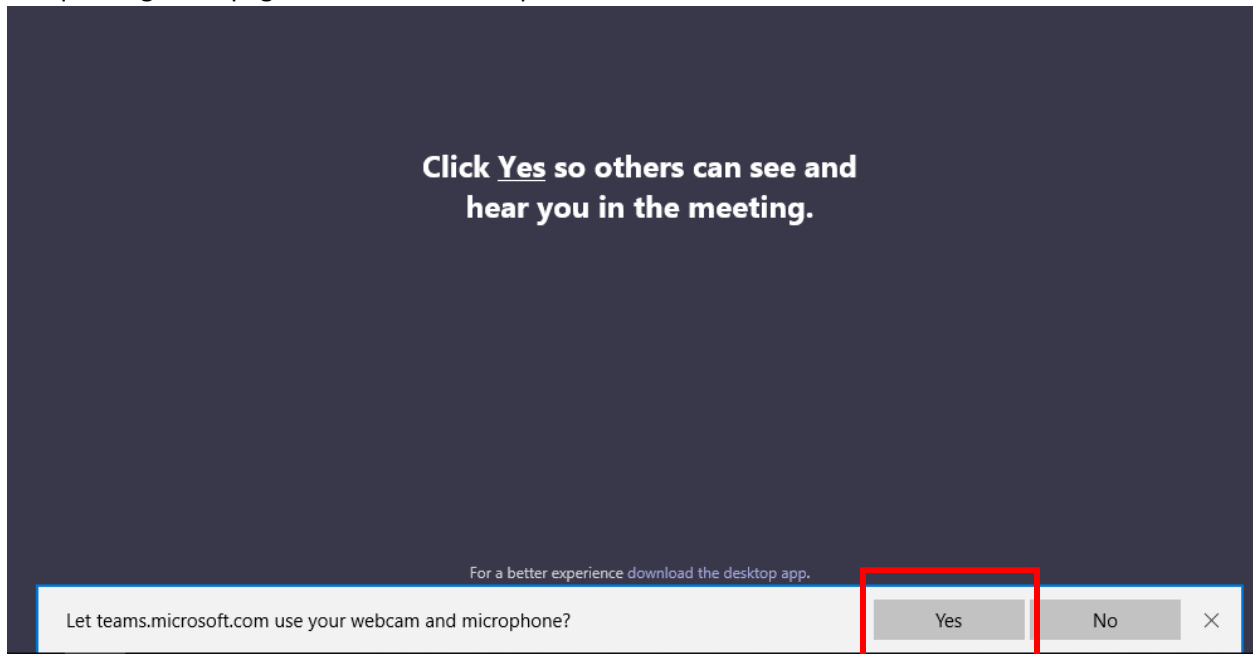 Click Yes so others can see and
hear you in the meeting.
For a better experience download the desktop app.
Let teams.microsoft.com use your webcam and microphone?
Yes
No